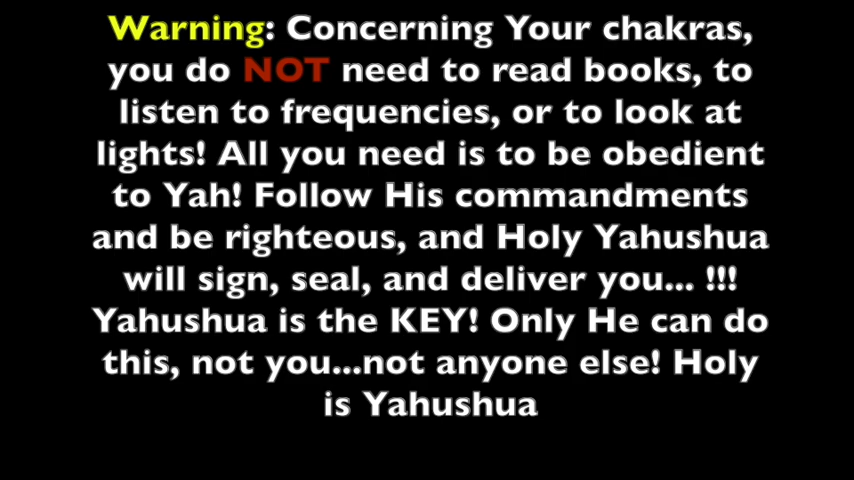 Warning: Concerning Your chakras,
you do NOT need to read books, to
listen to frequencies, or to look at
lights! All you need is to be obedient
to Yah! Follow His commandments
and be righteous, and Holy Yahushua
will sign, seal, and deliver you... !!!
Yahushua is the KEY! Only He can do
this, not you...not anyone else! Holy
is Yahushua